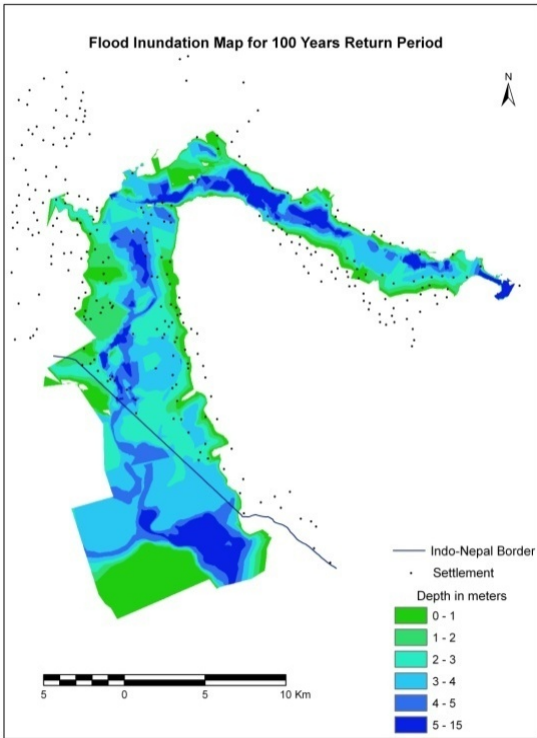 Flood Inundation Map for 100 Years Return Period
N
Indo-Nepal Border
Settlement
Depth in meters
0 - 1
1 - 2
2 - 3
3 - 4
4 - 5
5 - 15
5 0 5 10 Km